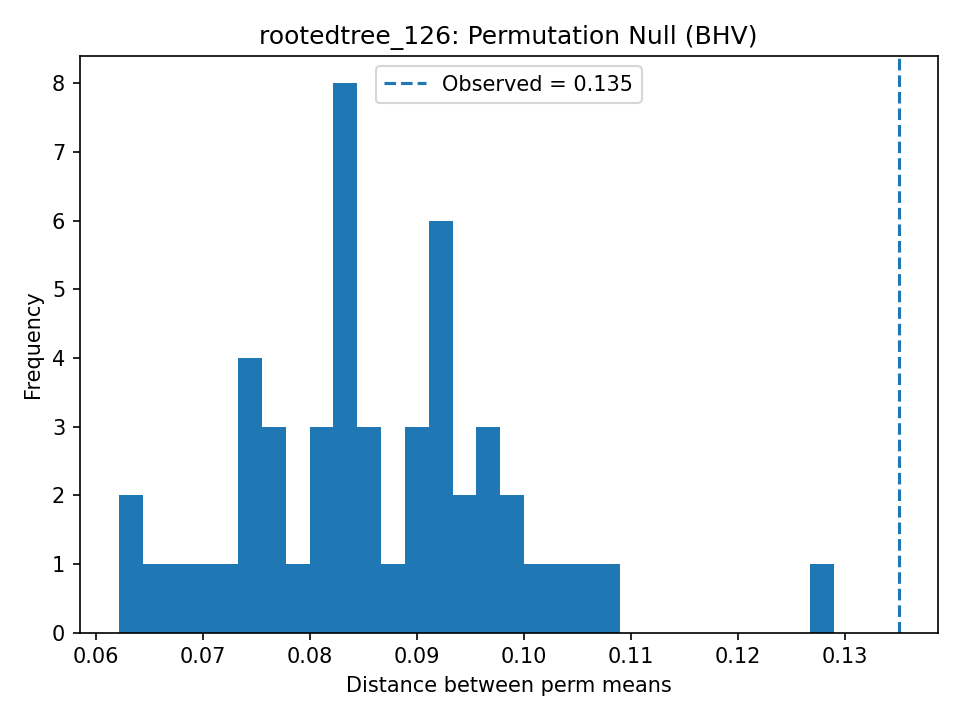 rootedtree_126: Permutation Null (BHV)
Observed = 0.135
Frequency
8
7
6
5
4
3
2
1
0
0.06 0.07 0.08 0.09 0.10 0.11 0.12 0.13
Distance between perm means